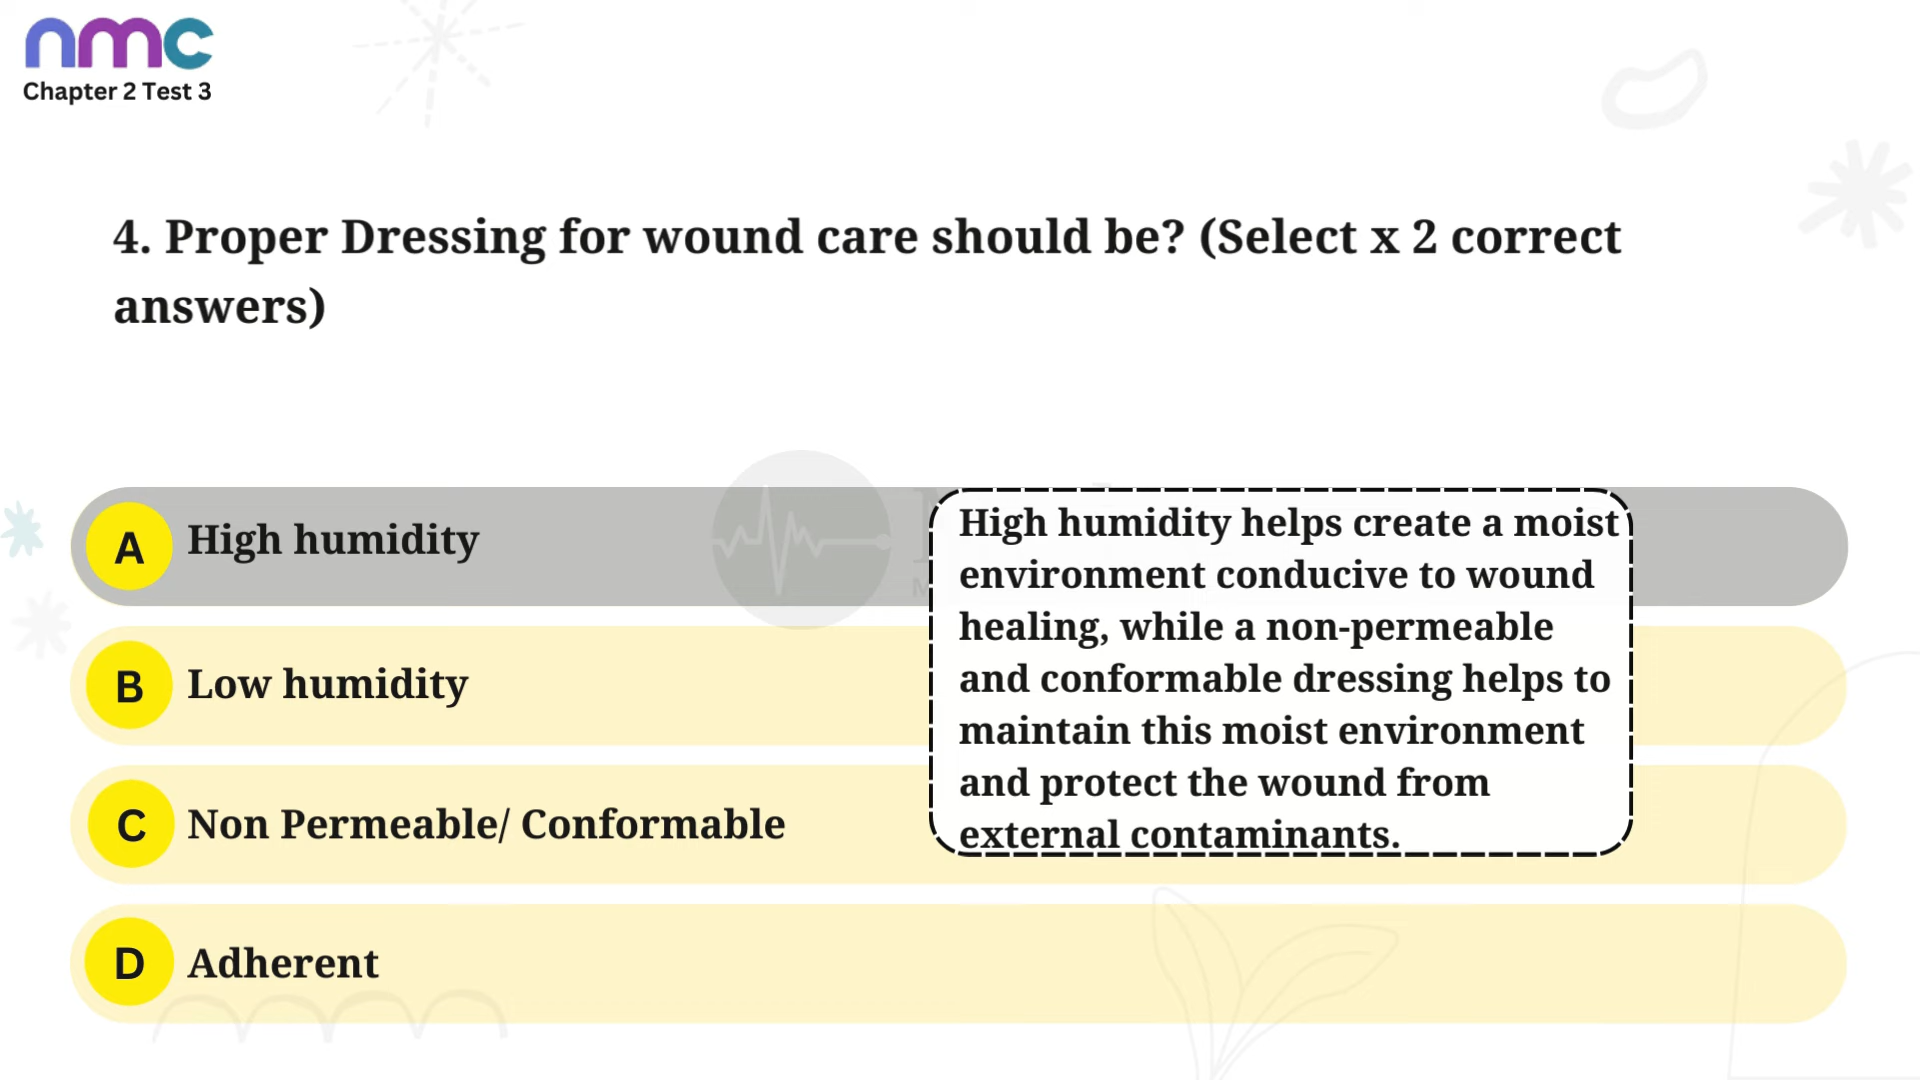 nmc
Chapter 2 Test 3
4. Proper Dressing for wound care should be? (Select x 2 correct
answers)
A High humidity
B Low humidity
C Non Permeable/ Conformable
D Adherent
High humidity helps create a moist
environment conducive to wound
healing, while a non-permeable
and conformable dressing helps to
maintain this moist environment
and protect the wound from
external contaminants.